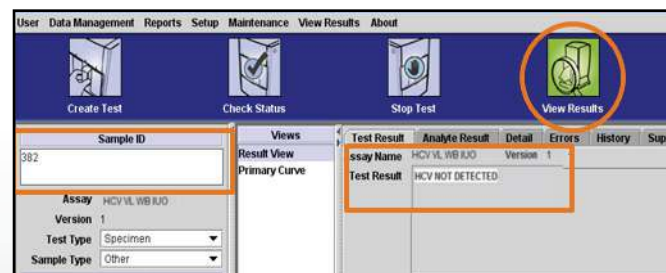 User Data Management Reports Setup Maintenance View Results About
Create Test Check Status Stop Test View Results
Sample ID
382
Assay HCV VL WB IUO
Version 1
Test Type Specimen
Sample Type Other
Views
Result View
Primary Curve
Test Result Analyte Result Detail Errors History Sup
ssay Name HCV VL WB IUO Version 1
Test Result HCV NOT DETECTED